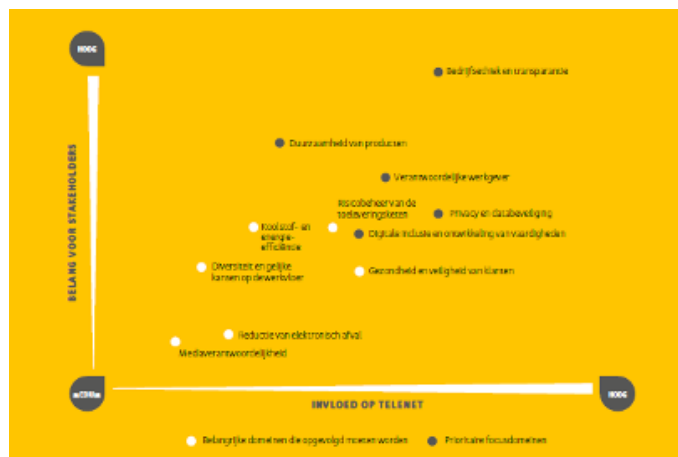 HOOG
Bedrijfsethiek en transparantie
Duurzaamheid van producten
Verantwoordelijke werkgever
Risicobeheer van de
toeleveringsketen
Privacy en databeveiliging
Koolstof- en
energie-
efficiëntie
Digitale inclusie en ontwikkeling van vaardigheden
Diversiteit en gelijke
kansen op de werkvloer
Gezondheid en veiligheid van klanten
Reductie van elektronisch afval
Mediaverantwoordelijkheid
BELANG VOOR STAKEHOLDERS
MEDIUM
HOOG
INVLOED OP TELENET
Belangrijke domeinen die opgevolgd moeten worden
Prioritaire focusdomeinen